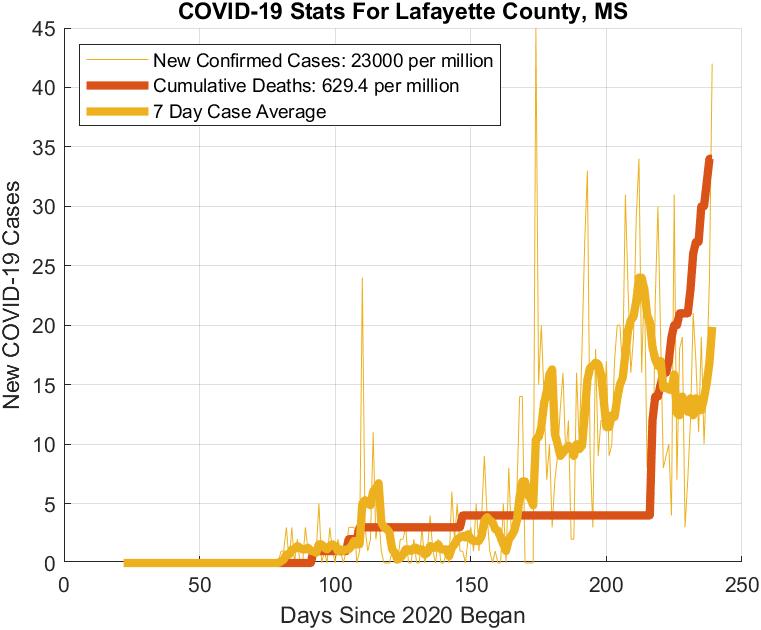 COVID-19 Stats For Lafayette County, MS
New Confirmed Cases: 23000 per million
Cumulative Deaths: 629.4 per million
7 Day Case Average
New COVID-19 Cases
45
40
35
30
25
20
15
10
5
0
0 50 100 150 200 250
Days Since 2020 Began